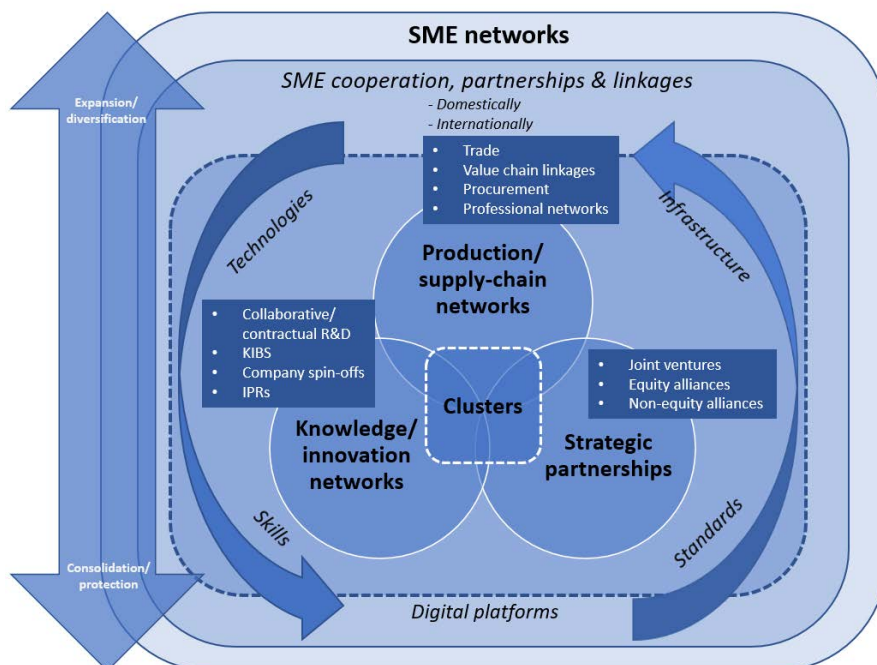 SME networks
SME cooperation, partnerships & linkages
- Domestically
- Internationally
Expansion/
diversification
• Trade
• Value chain linkages
• Procurement
• Professional networks
Technologies
Infrastructure
Production/
supply-chain
networks
• Collaborative/
contractual R&D
• KIBS
• Company spin-offs
• IPRs
• Joint ventures
• Equity alliances
• Non-equity alliances
Clusters
Knowledge/
innovation
networks
Strategic
partnerships
Skills
Standards
Consolidation/
protection
Digital platforms